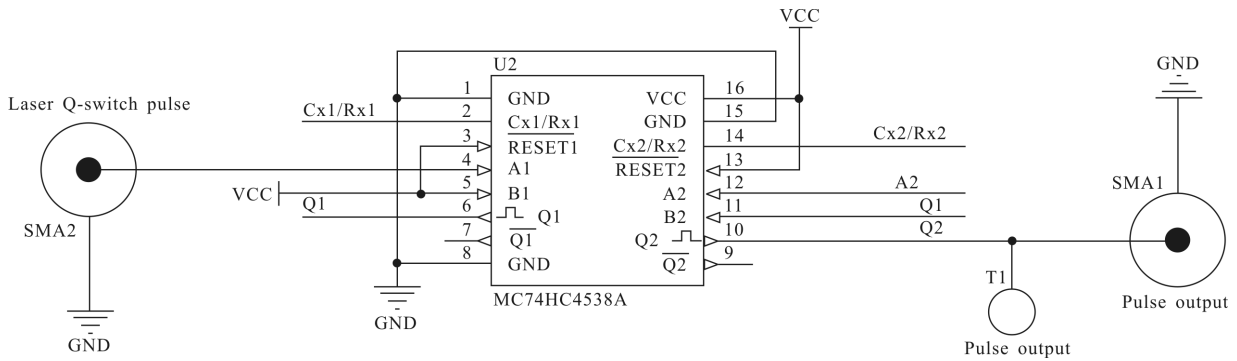 VCC
U2
GND
Laser Q-switch pulse
1
GND
VCC
16
Cx1/Rx1
2
Cx1/Rx1
GND
15
3
RESET1
Cx2/Rx2
14
Cx2/Rx2
4
A1
RESET2
13
VCC
5
B1
A2
12
A2
SMA1
Q1
6
Q1
B2
11
Q1
SMA2
7
Q1
Q2
10
Q2
8
GND
Q2
9
T1
MC74HC4538A
Pulse output
GND
GND
Pulse output